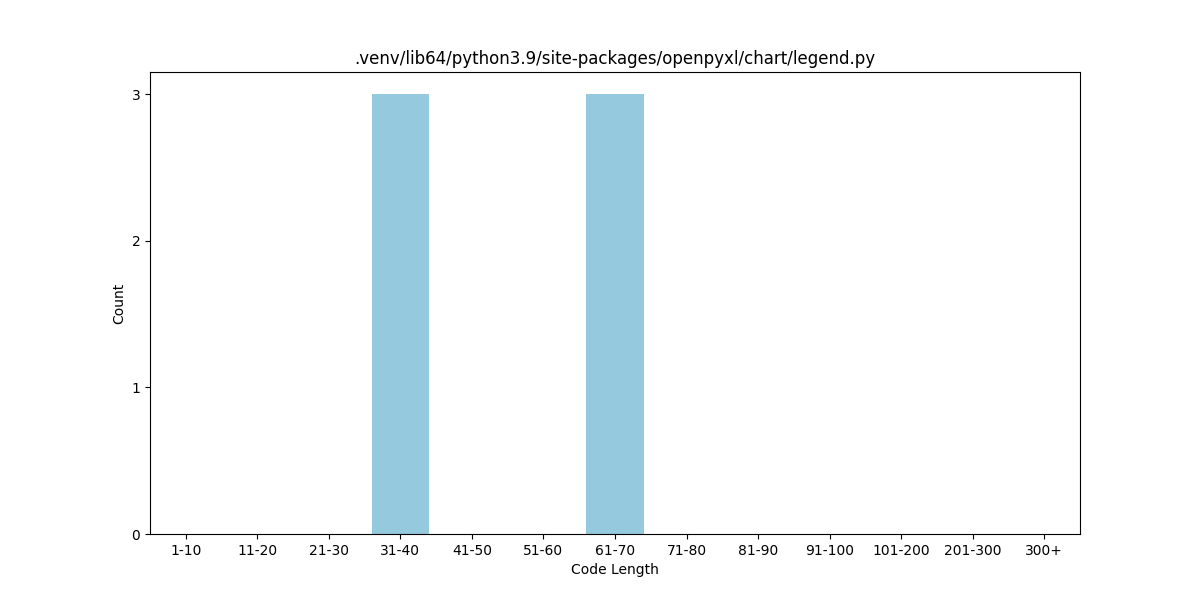 .venv/lib64/python3.9/site-packages/openpyxl/chart/legend.py
3
2
1
0
Count
1-10 11-20 21-30 31-40 41-50 51-60 61-70 71-80 81-90 91-100 101-200 201-300 300+
Code Length